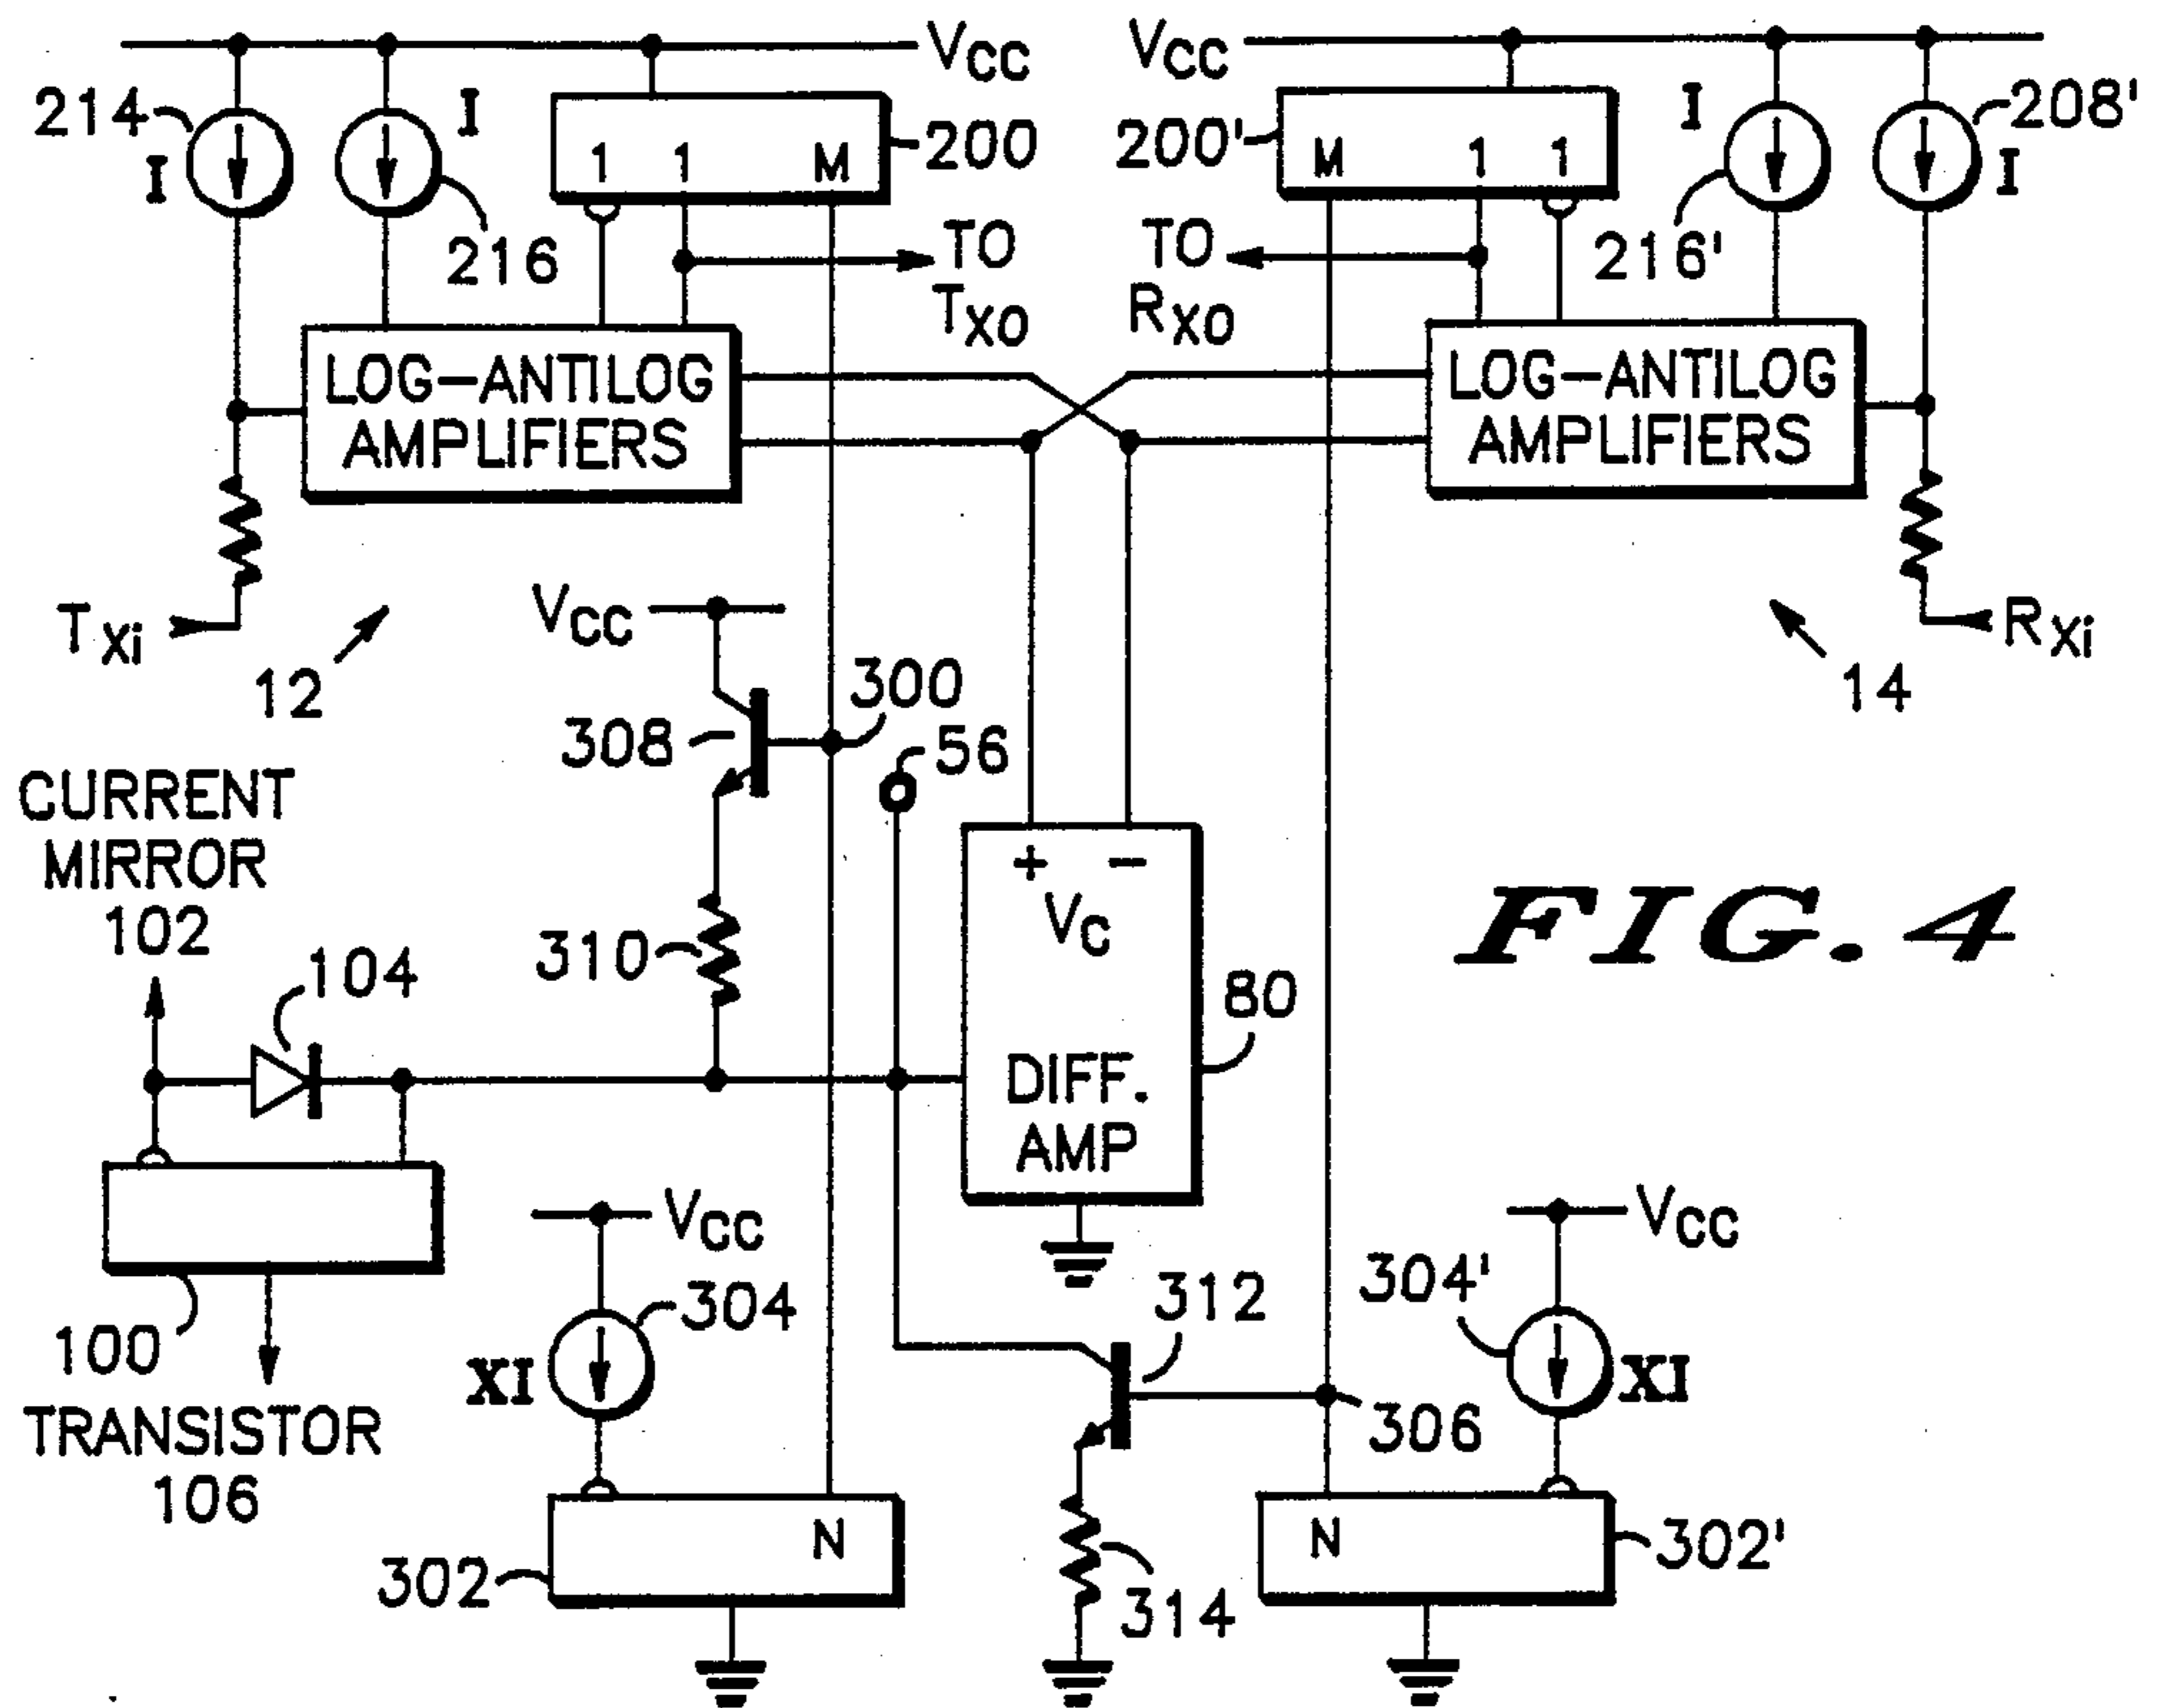 VCC
VCC
214
I
I
216
1 1 M
200
200'
M 1 1
I
216'
208'
I
TO
TXO
TO
RXO
LOG-ANTILOG
AMPLIFIERS
LOG-ANTILOG
AMPLIFIERS
TXi
12
RXi
14
VCC
308
300
56
CURRENT
MIRROR
102
104
310
+ -
VC
DIFF.
AMP
80
FIG. 4
100
TRANSISTOR
106
VCC
304
XI
302
N
312
314
306
VCC
304'
XI
N
302'